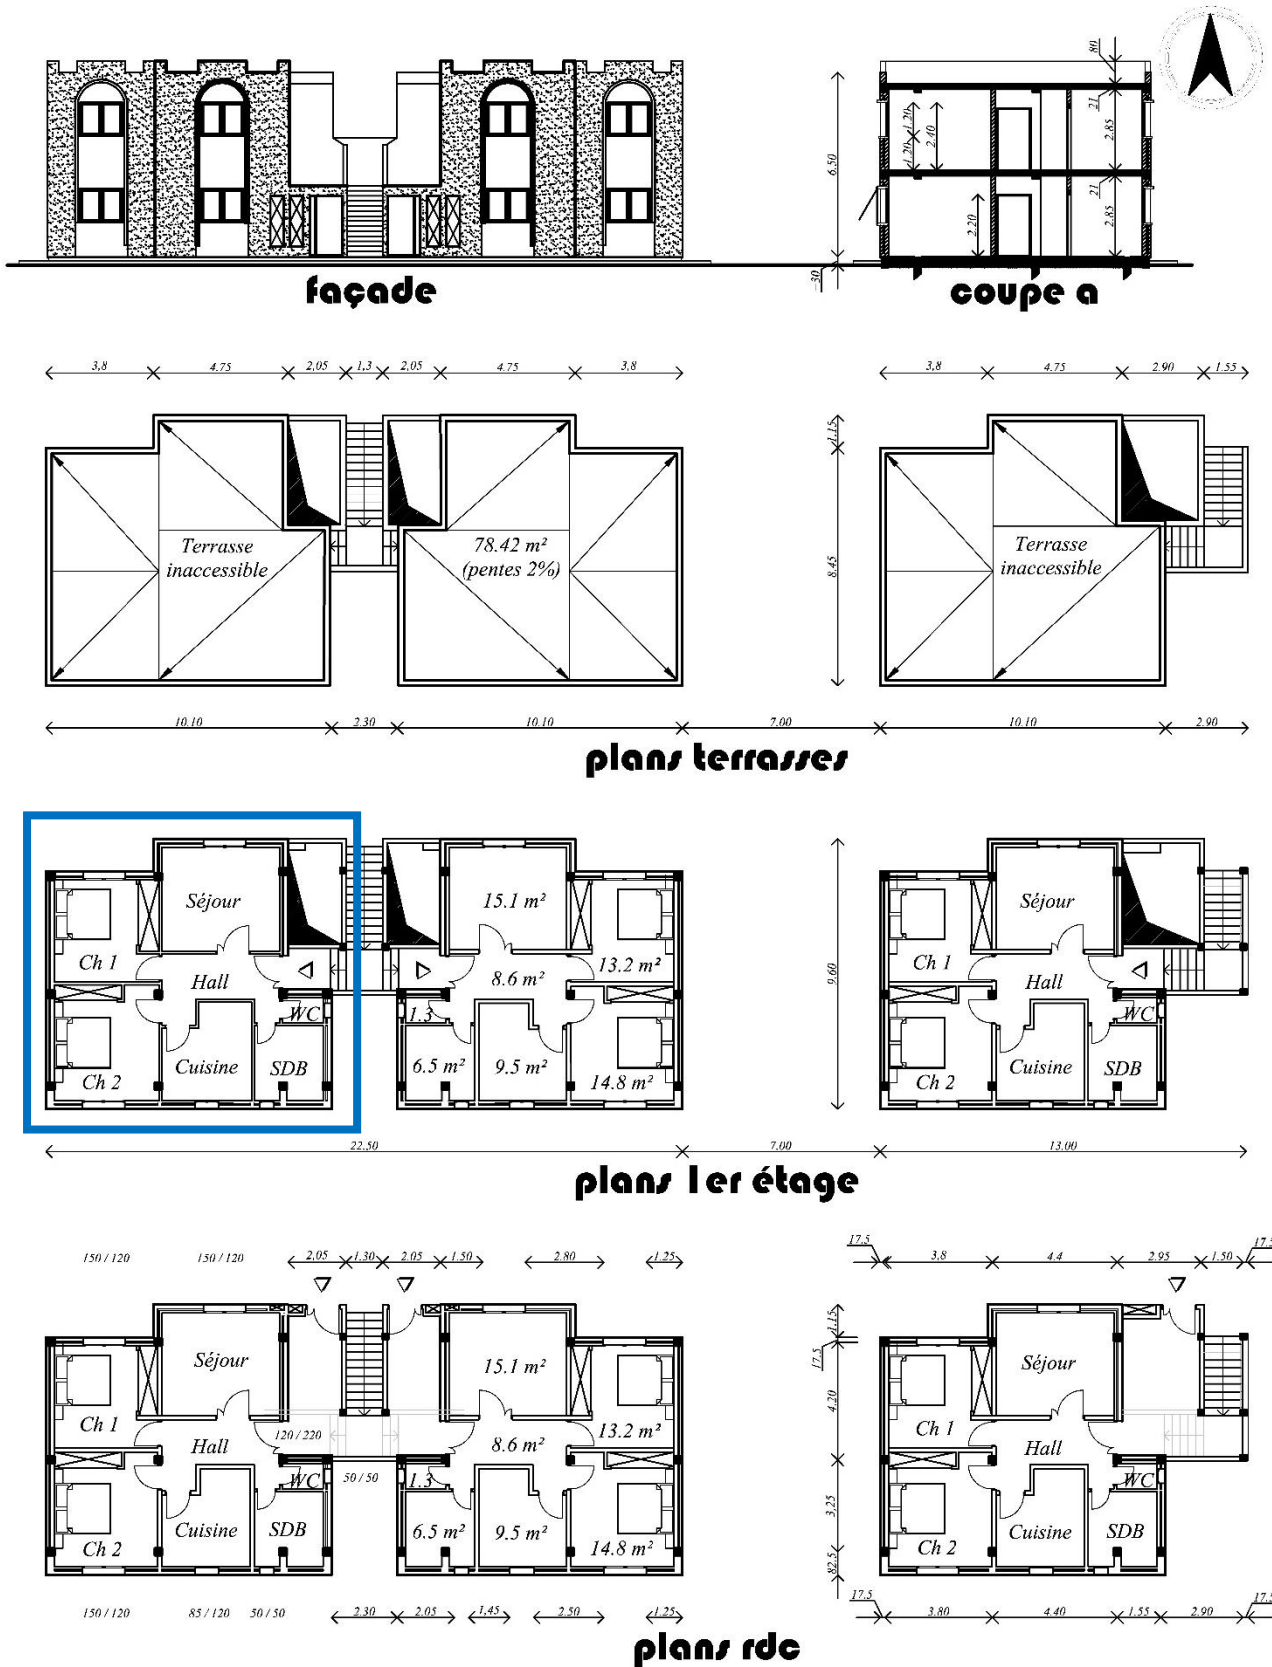 80
21
1.20
2.40
1.20
2.85
6,50
21
2.20
2.85
-30
façade
coupe a
3,8 4.75 2,05 1,3 2,05 4.75 3,8
3,8 4.75 2.90 1.55
1.15
8.45
Terrasse
inaccessible
78.42 m²
(pentes 2%)
Terrasse
inaccessible
10.10 2.30 10.10 7.00 10.10 2.90
plans terrasses
Séjour
15.1 m²
Séjour
Ch 1
Hall
8.6 m²
13.2 m²
9.60
Ch 1
Hall
WC
1.3
WC
Ch 2
Cuisine
SDB
6.5 m²
9.5 m²
14.8 m²
Ch 2
Cuisine
SDB
22.50 7.00 13.00
plans 1er étage
150 / 120 150 / 120 2,05 1.30 2.05 1.50 2.80 1.25
17,5 3,8 4.4 2.95 1.50 17.5
1.15
17,5
4.20
3,25
82.5
Séjour
15.1 m²
Séjour
Ch 1
Hall
120 / 220
8.6 m²
13.2 m²
Ch 1
Hall
WC
50 / 50
1.3
WC
Ch 2
Cuisine
SDB
6.5 m²
9.5 m²
14.8 m²
Ch 2
Cuisine
SDB
150 / 120 85 / 120 50 / 50 2.30 2.05 1,45 2.50 1.25
17.5 3.80 4.40 1.55 2.90 17.5
plans rdc